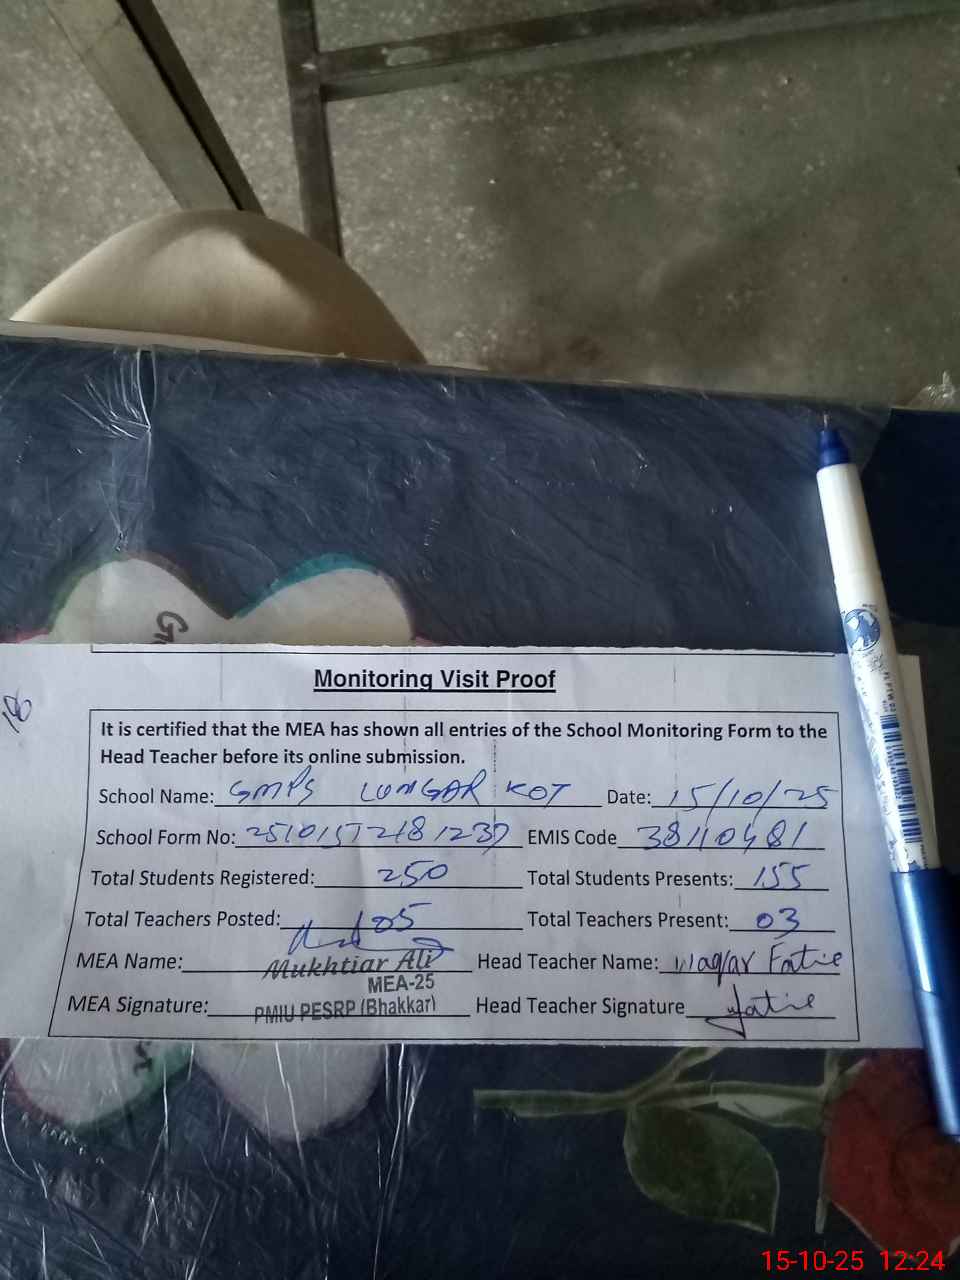 Monitoring Visit Proof
It is certified that the MEA has shown all entries of the School Monitoring Form to the
Head Teacher before its online submission.
School Name: GMPS LUNGAR KOT Date: 15/10/25
School Form No: EMIS Code 38110481
Total Students Registered: 250 Total Students Presents: 155
Total Teachers Posted: 05 Total Teachers Present: 03
MEA Name: Mukhtiar Ali Head Teacher Name: Waqar Fatie
MEA-25
MEA Signature: PMIU PESRP (Bhakkar) Head Teacher Signature Fatie
15-10-25 12:24